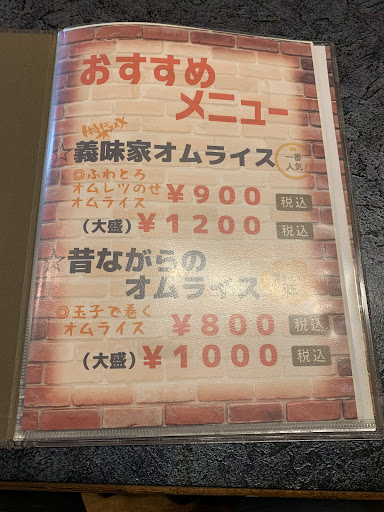 おすすめ
メニュー
☆義味家オムライス
一番
人気!
◎ふわとろ
オムレツのせ
オムライス
¥900 税込
(大盛)¥1200 税込
☆昔ながらの
オムライス
◎玉子で巻く
オムライス
¥800 税込
(大盛)¥1000 税込